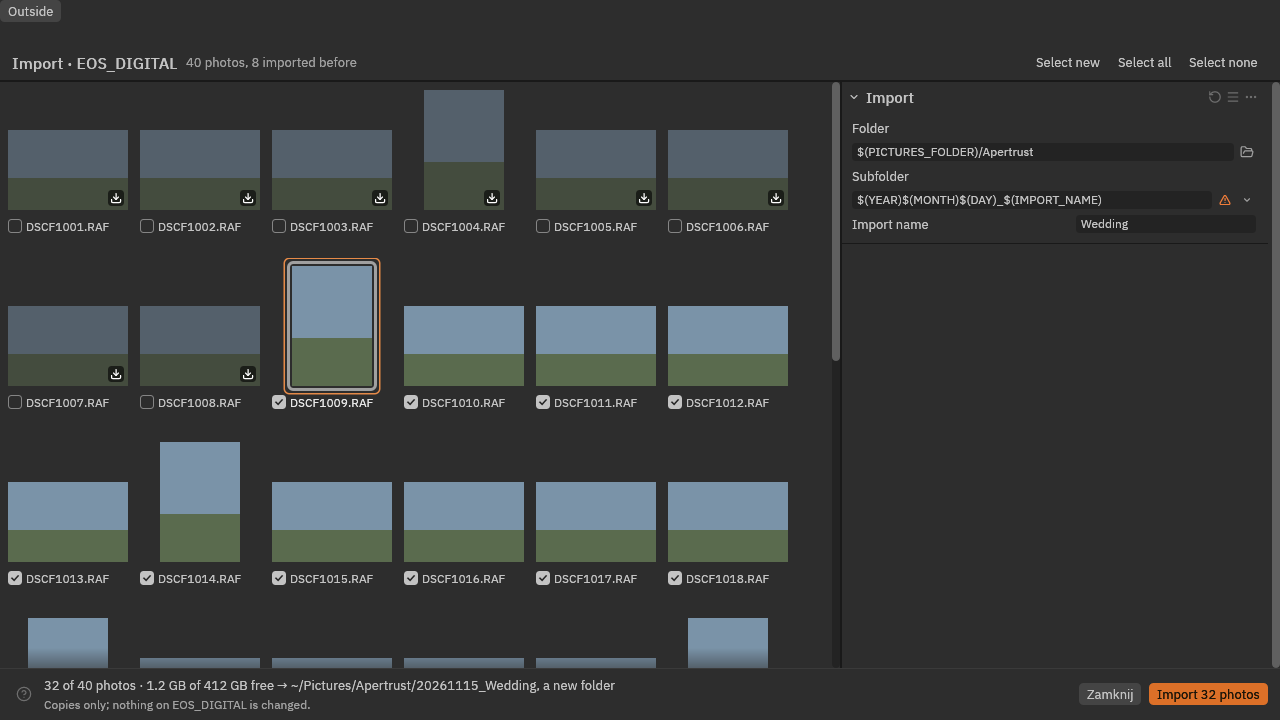 Outside
Import · EOS_DIGITAL 40 photos, 8 imported before Select new Select all Select none
Import
Folder
$(PICTURES_FOLDER)/Apertrust
Subfolder
$(YEAR)$(MONTH)$(DAY)_$(IMPORT_NAME)
Import name Wedding
DSCF1001.RAF DSCF1002.RAF DSCF1003.RAF DSCF1004.RAF DSCF1005.RAF DSCF1006.RAF
DSCF1007.RAF DSCF1008.RAF DSCF1009.RAF DSCF1010.RAF DSCF1011.RAF DSCF1012.RAF
DSCF1013.RAF DSCF1014.RAF DSCF1015.RAF DSCF1016.RAF DSCF1017.RAF DSCF1018.RAF
32 of 40 photos · 1.2 GB of 412 GB free → ~/Pictures/Apertrust/20261115_Wedding, a new folder
Copies only; nothing on EOS_DIGITAL is changed.
Zamknij Import 32 photos